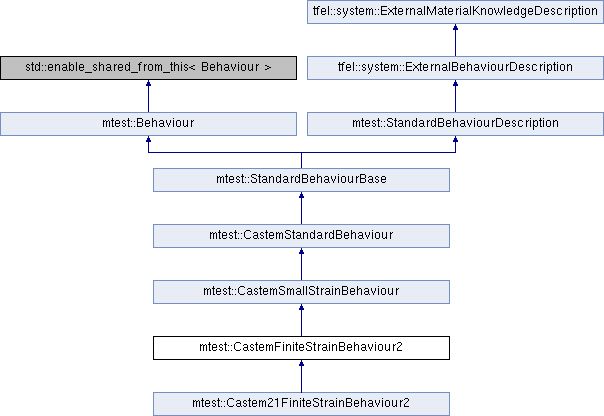 tfel::system::ExternalMaterialKnowledgeDescription
std::enable_shared_from_this< Behaviour >
tfel::system::ExternalBehaviourDescription
mtest::Behaviour
mtest::StandardBehaviourDescription
mtest::StandardBehaviourBase
mtest::CastemStandardBehaviour
mtest::CastemSmallStrainBehaviour
mtest::CastemFiniteStrainBehaviour2
mtest::Castem21FiniteStrainBehaviour2